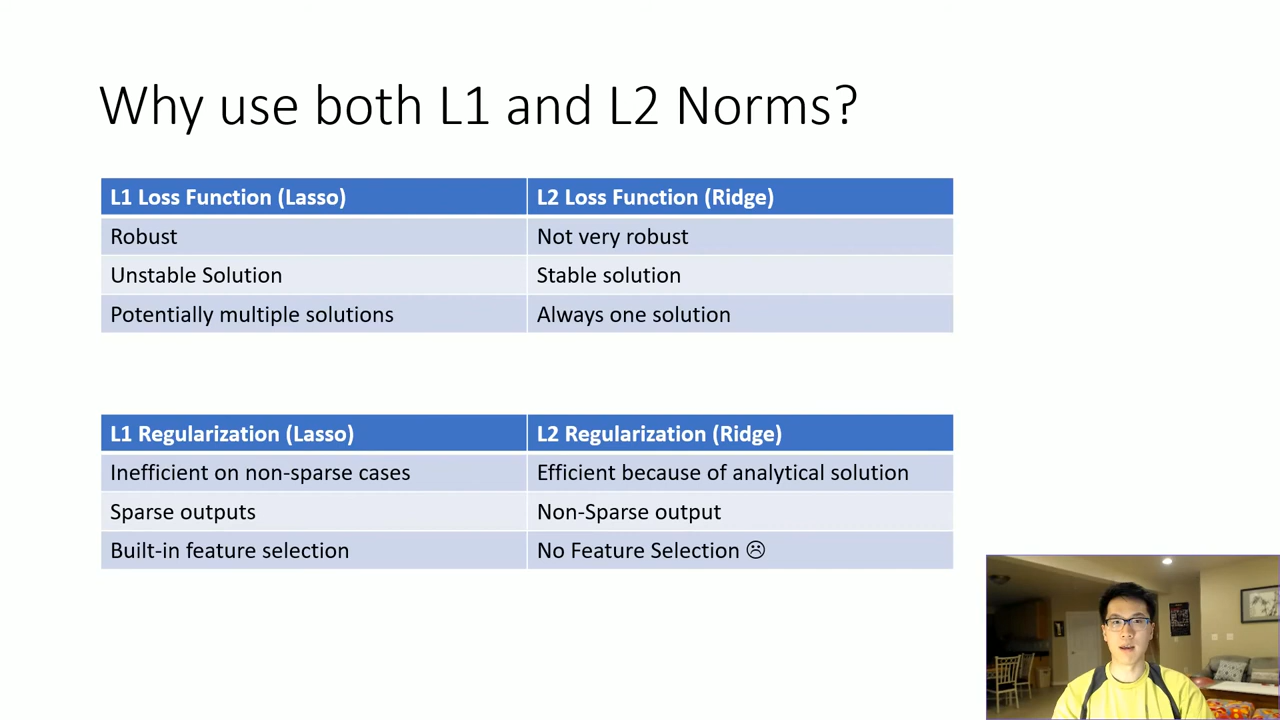 Why use both L1 and L2 Norms?
L1 Loss Function (Lasso)
L2 Loss Function (Ridge)
Robust
Not very robust
Unstable Solution
Stable solution
Potentially multiple solutions
Always one solution
L1 Regularization (Lasso)
L2 Regularization (Ridge)
Inefficient on non-sparse cases
Efficient because of analytical solution
Sparse outputs
Non-Sparse output
Built-in feature selection
No Feature Selection ☹